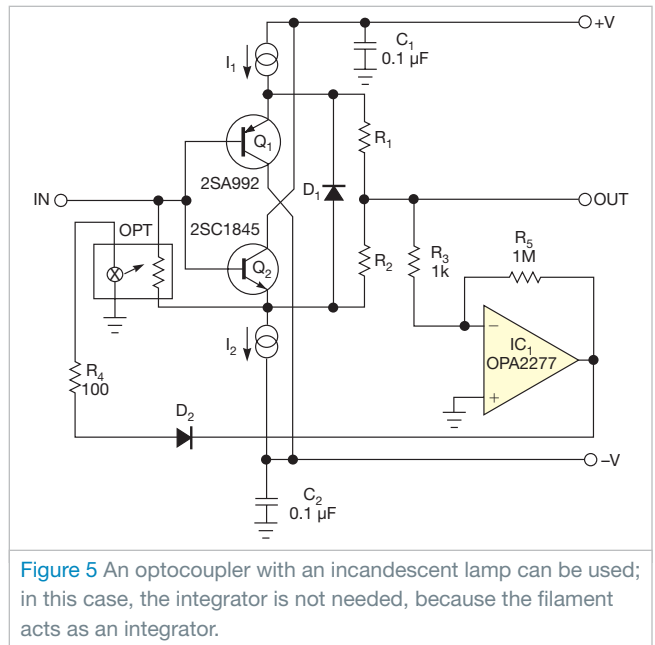 +V
C1
0.1 µF
I1
Q1
R1
2SA992
D1
IN
OUT
OPT
2SC1845
Q2
R2
R3
1k
R5
1M
I2
IC1
OPA2277
−
+
R4
100
D2
−V
C2
0.1 µF
Figure 5 An optocoupler with an incandescent lamp can be used;
in this case, the integrator is not needed, because the filament
acts as an integrator.